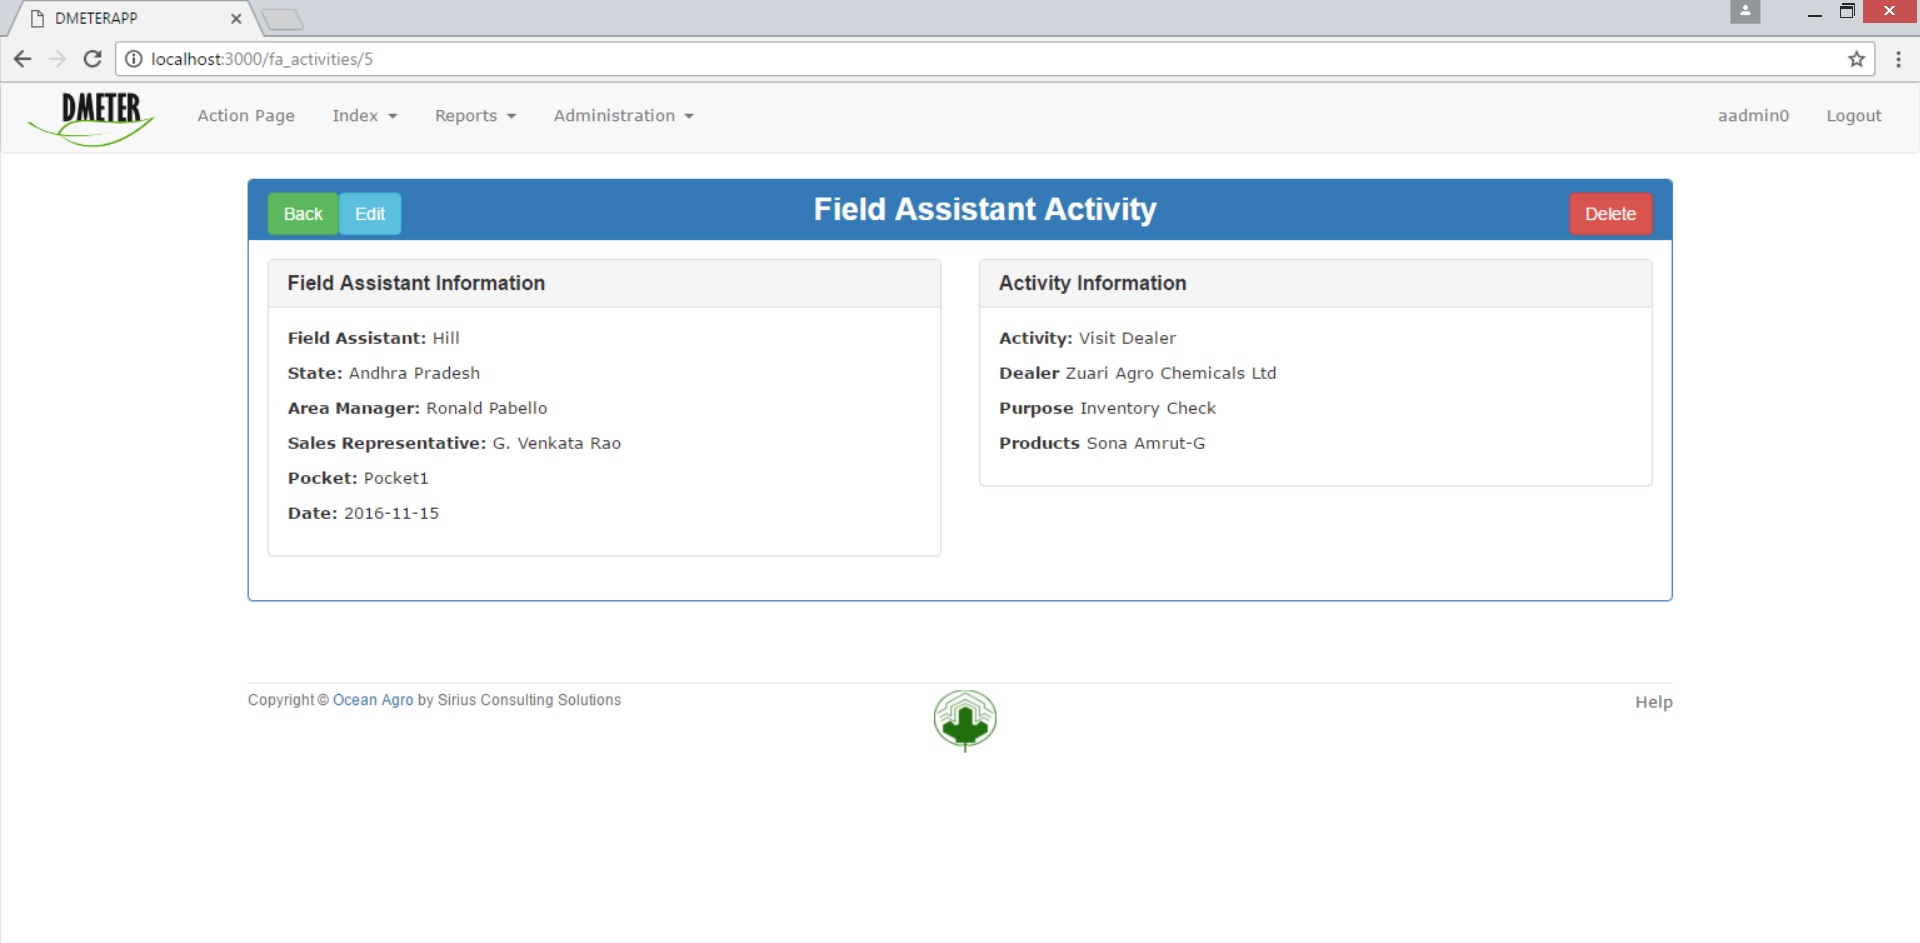 DMETERAPP
localhost:3000/fa_activities/5
DMETER
Action Page
Index
Reports
Administration
aadmin0
Logout
Back
Edit
Field Assistant Activity
Delete
Field Assistant Information
Field Assistant: Hill
State: Andhra Pradesh
Area Manager: Ronald Pabello
Sales Representative: G. Venkata Rao
Pocket: Pocket1
Date: 2016-11-15
Activity Information
Activity: Visit Dealer
Dealer Zuari Agro Chemicals Ltd
Purpose Inventory Check
Products Sona Amrut-G
Copyright © Ocean Agro by Sirius Consulting Solutions
Help